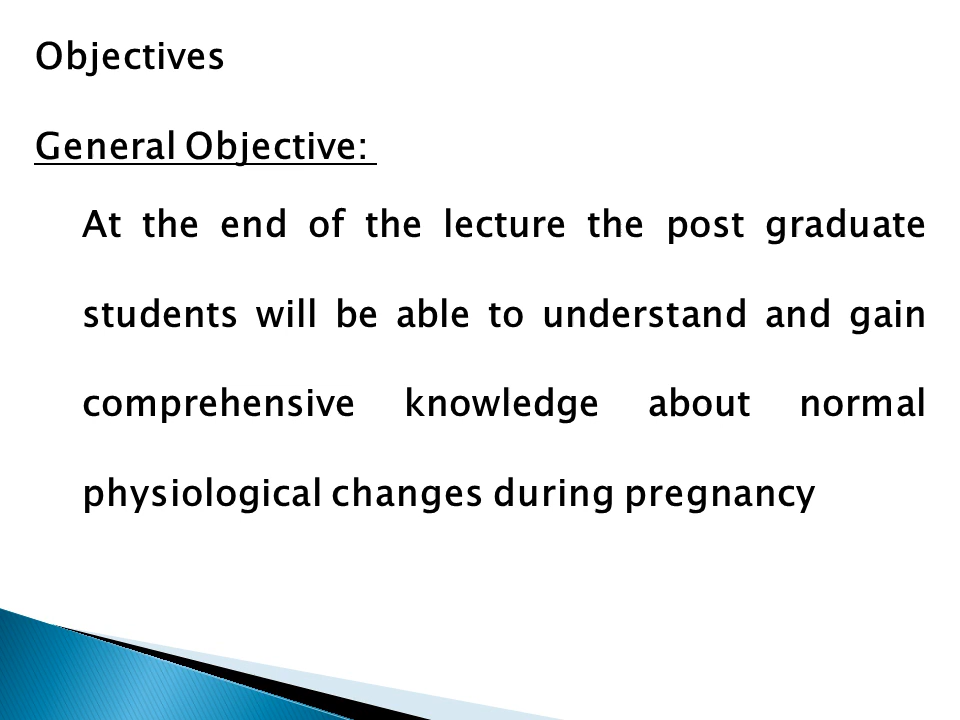 Objectives
General Objective:
At the end of the lecture the post graduate
students will be able to understand and gain
comprehensive knowledge about normal
physiological changes during pregnancy